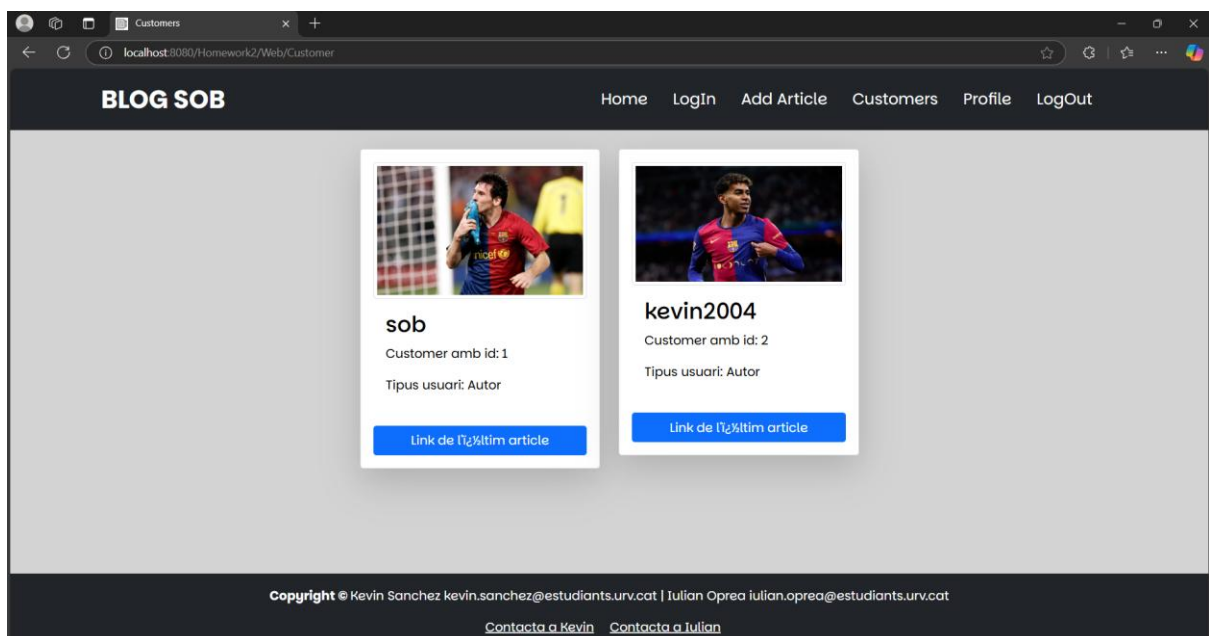 Customers
localhost:8080/Homework2/Web/Customer
BLOG SOB
Home LogIn Add Article Customers Profile LogOut
sob
Customer amb id: 1
Tipus usuari: Autor
Link de l'ï¿½ltim article
kevin2004
Customer amb id: 2
Tipus usuari: Autor
Link de l'ï¿½ltim article
Copyright © Kevin Sanchez kevin.sanchez@estudiants.urv.cat | Iulian Oprea iulian.oprea@estudiants.urv.cat
Contacta a Kevin Contacta a Iulian